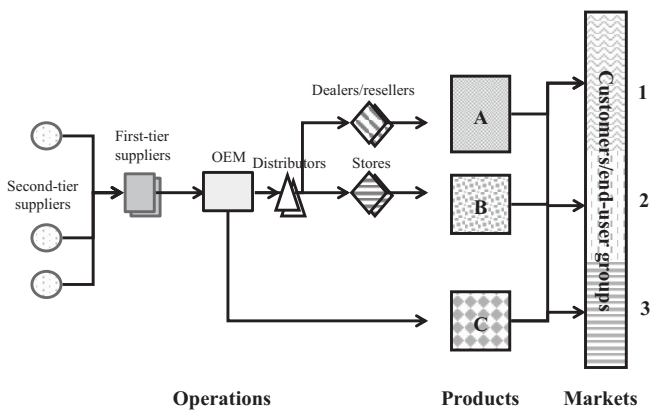 Dealers/resellers
First-tier
suppliers
OEM
Distributors
Stores
Second-tier
suppliers
A
B
C
Customers/end-user groups
1
2
3
Operations
Products
Markets